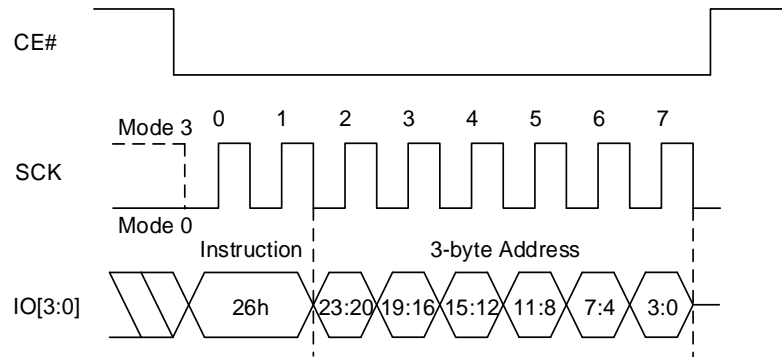 CE#
0 1 2 3 4 5 6 7
Mode 3
SCK
Mode 0
Instruction 3-byte Address
IO[3:0] 26h 23:20 19:16 15:12 11:8 7:4 3:0